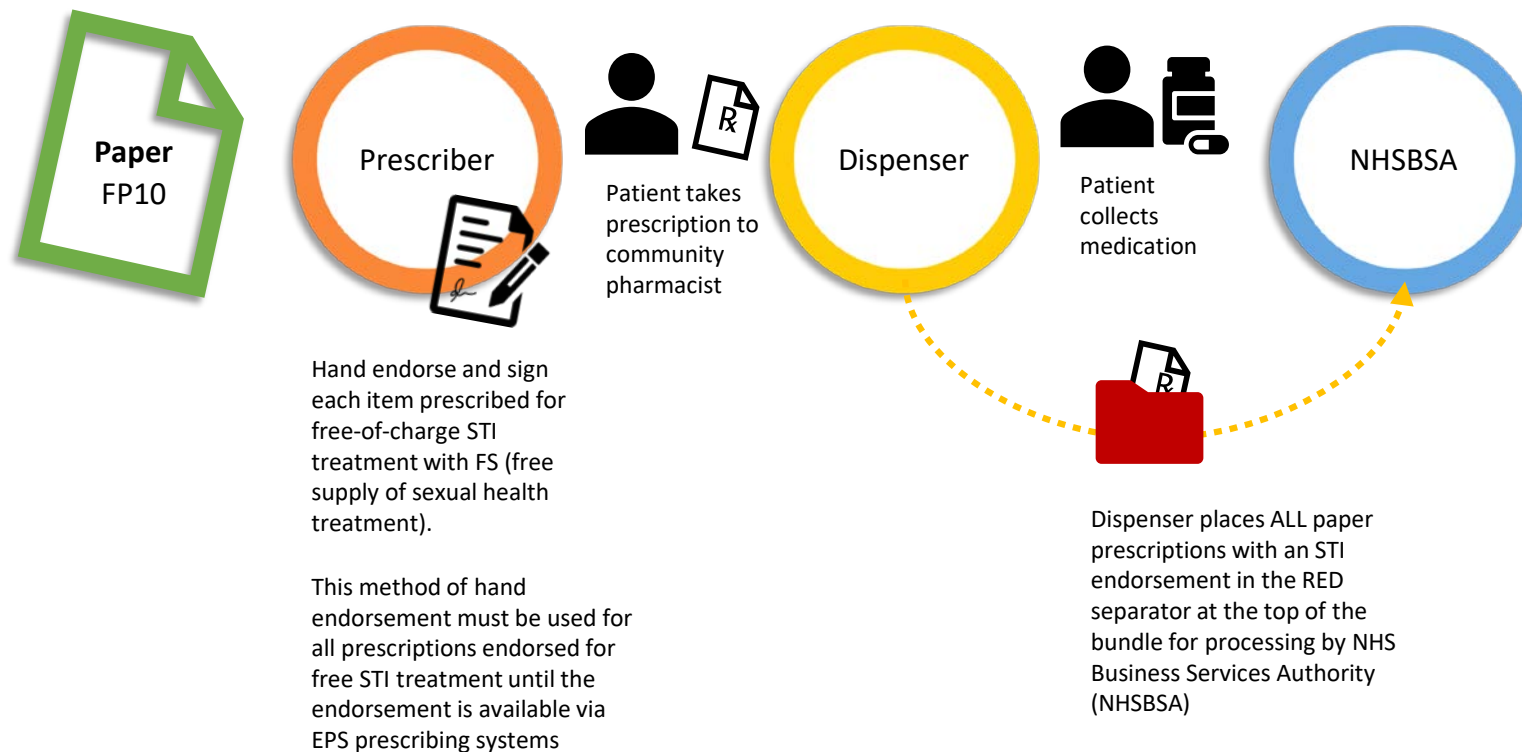 Paper
FP10
Prescriber
Patient takes
prescription to
community
pharmacist
Dispenser
Patient
collects
medication
NHSBSA
Hand endorse and sign
each item prescribed for
free-of-charge STI
treatment with FS (free
supply of sexual health
treatment).
This method of hand
endorsement must be used for
all prescriptions endorsed for
free STI treatment until the
endorsement is available via
EPS prescribing systems
Dispenser places ALL paper
prescriptions with an STI
endorsement in the RED
separator at the top of the
bundle for processing by NHS
Business Services Authority
(NHSBSA)